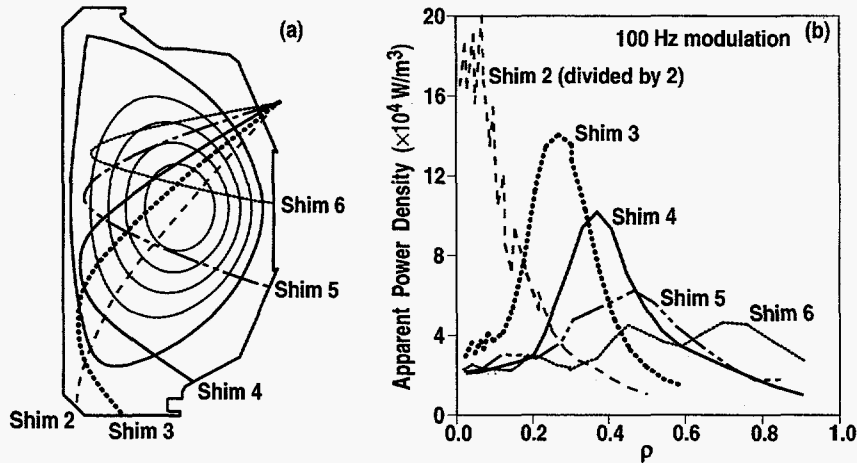 (a)
Shim 6
Shim 5
Shim 4
Shim 2
Shim 3
Apparent Power Density (×10⁴ W/m³)
20
16
12
8
4
0
100 Hz modulation (b)
Shim 2 (divided by 2)
Shim 3
Shim 4
Shim 5
Shim 6
0.0 0.2 0.4 0.6 0.8 1.0
ρ